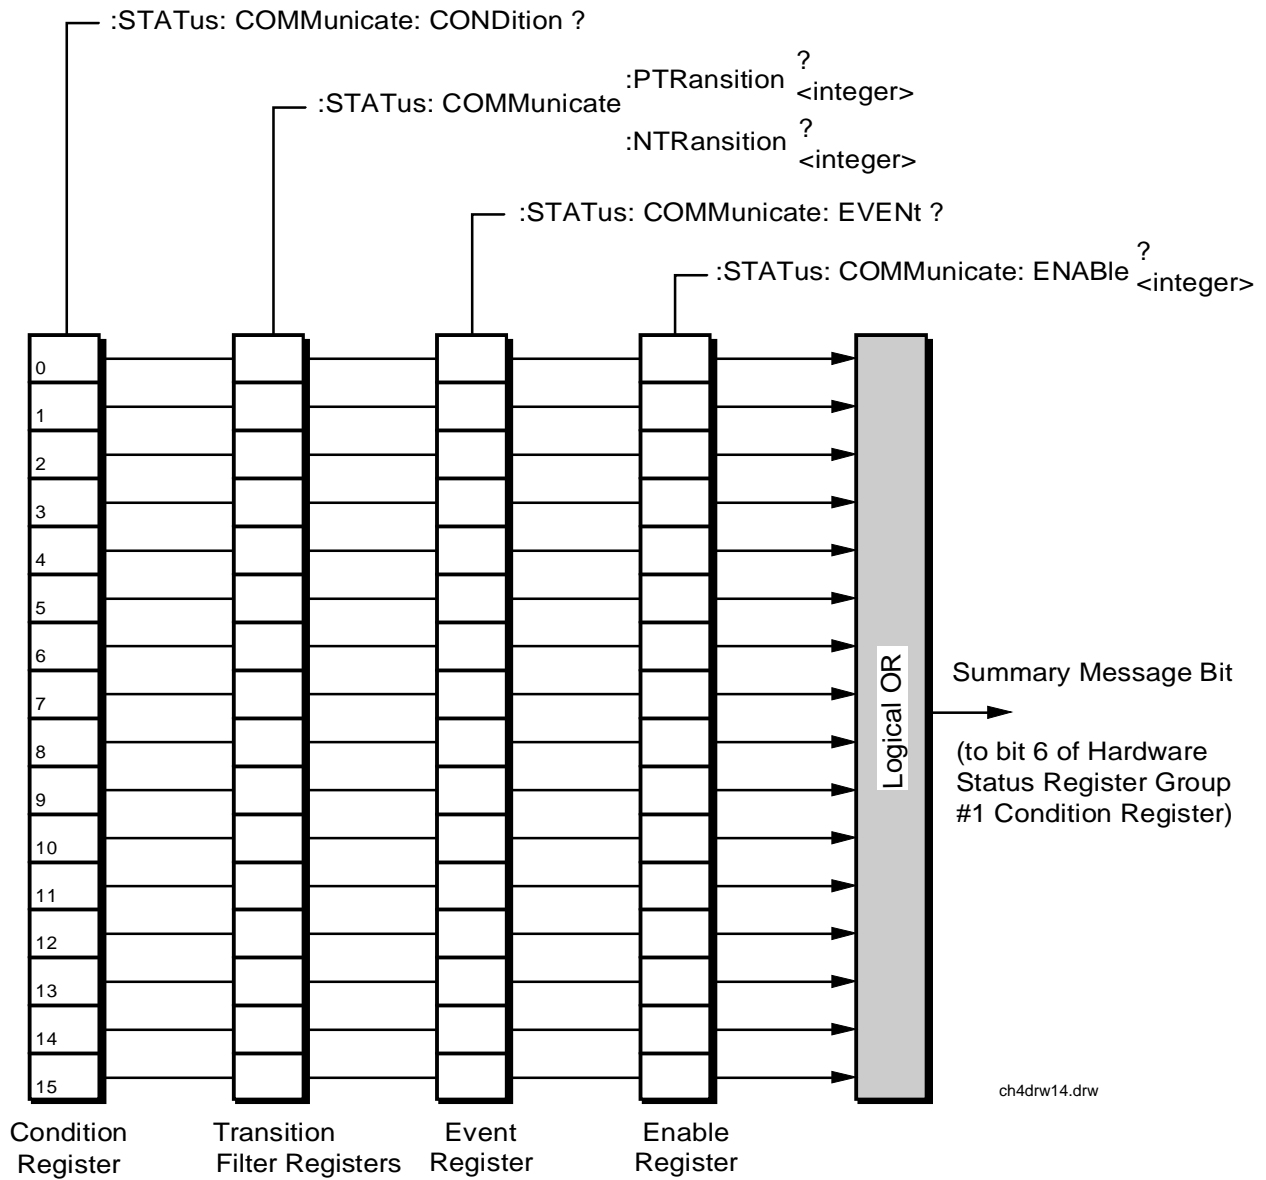 :STATus: COMMunicate: CONDition ?
:STATus: COMMunicate
:PTRansition ?
<integer>
:NTRansition ?
<integer>
:STATus: COMMunicate: EVENt ?
:STATus: COMMunicate: ENABle ?
<integer>
0
1
2
3
4
5
6
7
8
9
10
11
12
13
14
15
Logical OR
Summary Message Bit
(to bit 6 of Hardware
Status Register Group
#1 Condition Register)
ch4drw14.drw
Condition
Register
Transition
Filter Registers
Event
Register
Enable
Register